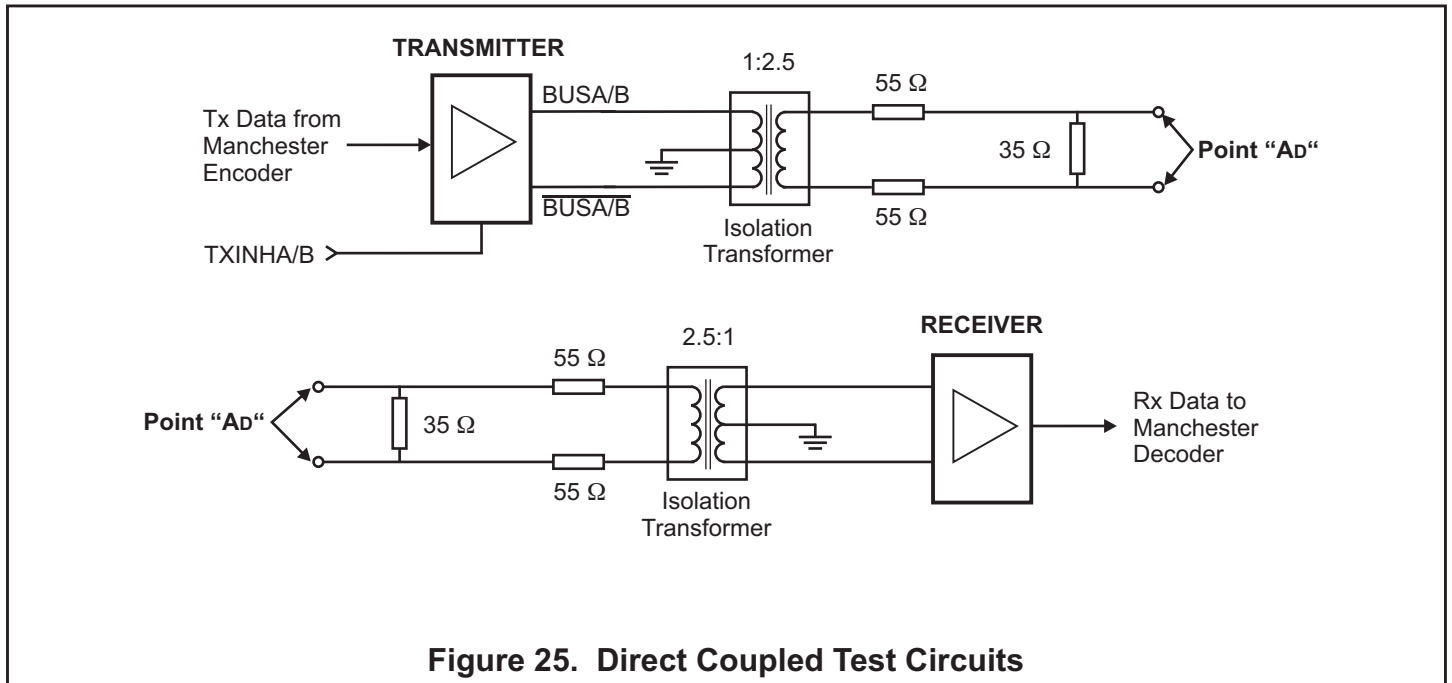 TRANSMITTER
1:2.5
55 Ω
BUSA/B
Tx Data from
Manchester
Encoder
35 Ω
Point “AD“
BUSA/B
55 Ω
Isolation
Transformer
TXINHA/B
RECEIVER
2.5:1
55 Ω
Point “AD“
35 Ω
Rx Data to
Manchester
Decoder
55 Ω
Isolation
Transformer
Figure 25. Direct Coupled Test Circuits